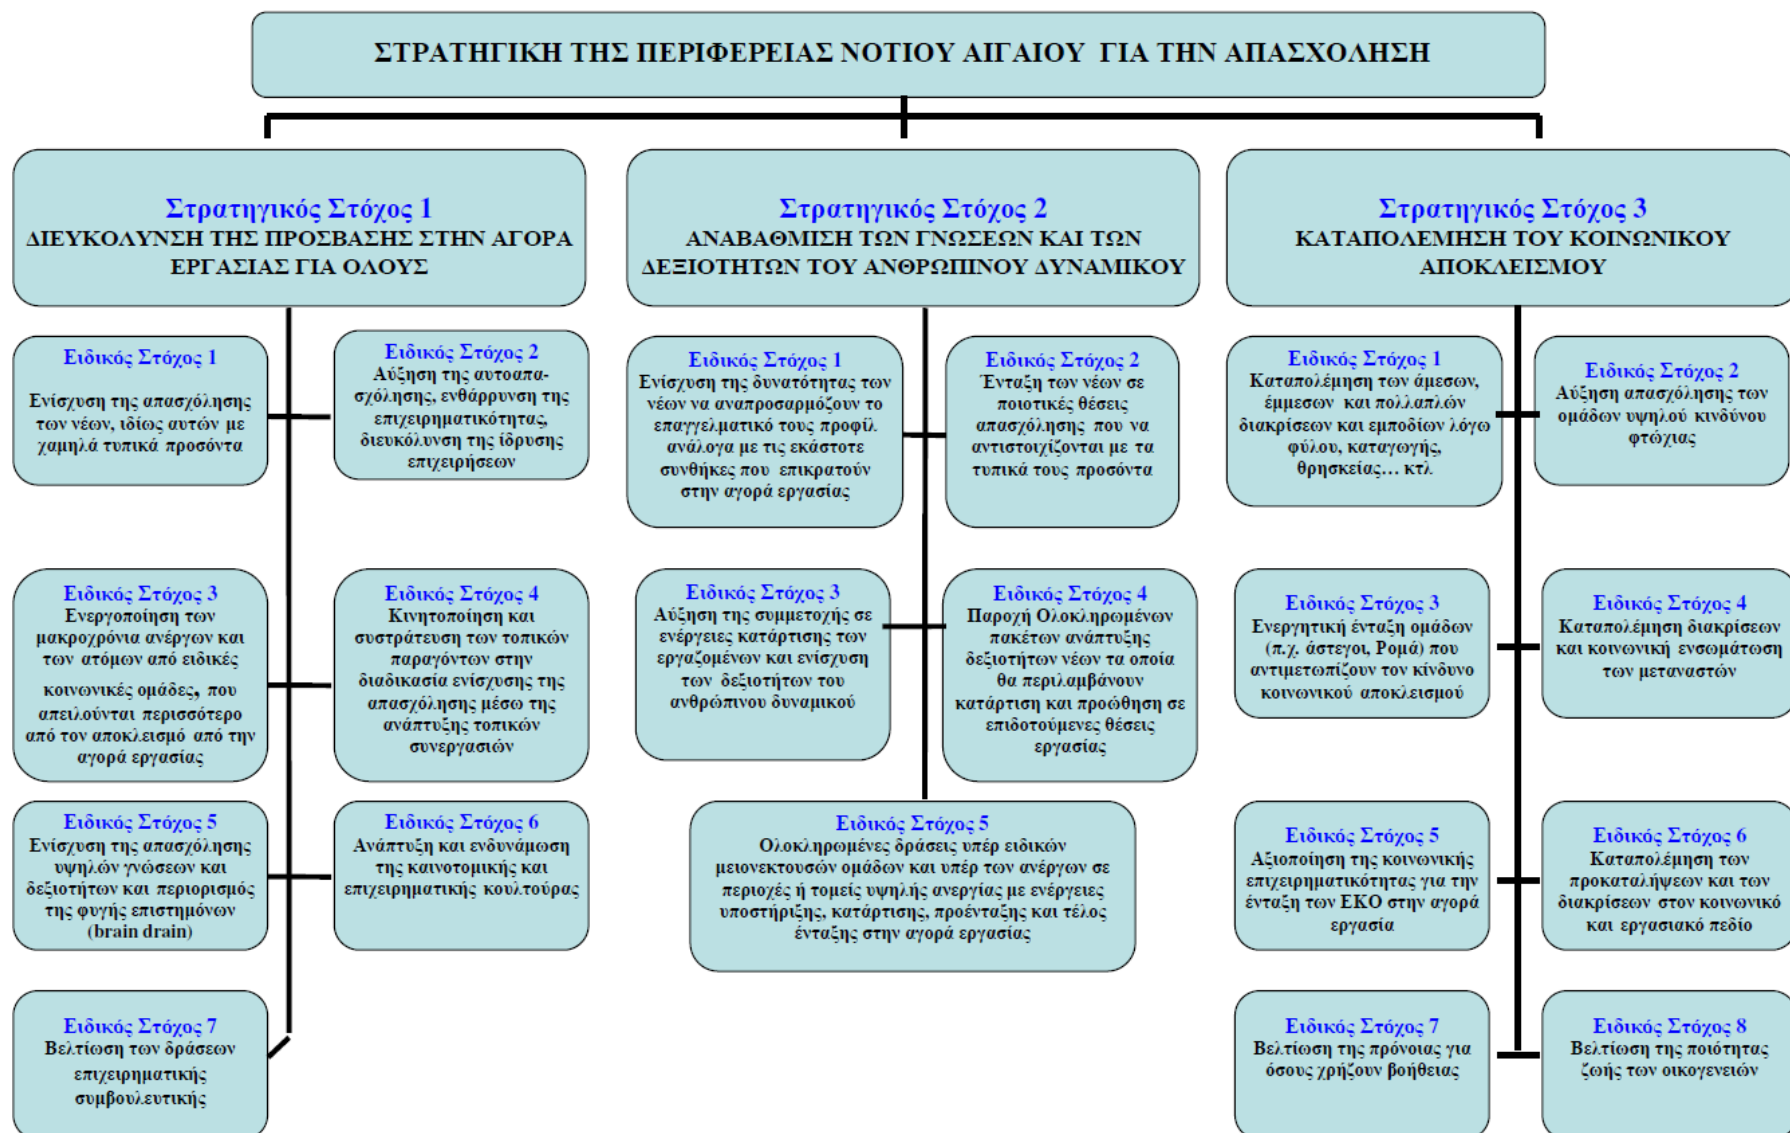 ΣΤΡΑΤΗΓΙΚΗ ΤΗΣ ΠΕΡΙΦΕΡΕΙΑΣ ΝΟΤΙΟΥ ΑΙΓΑΙΟΥ ΓΙΑ ΤΗΝ ΑΠΑΣΧΟΛΗΣΗ
Στρατηγικός Στόχος 1
ΔΙΕΥΚΟΛΥΝΣΗ ΤΗΣ ΠΡΟΣΒΑΣΗΣ ΣΤΗΝ ΑΓΟΡΑ
ΕΡΓΑΣΙΑΣ ΓΙΑ ΟΛΟΥΣ
Ειδικός Στόχος 1
Ενίσχυση της απασχόλησης
των νέων, ιδίως αυτών με
χαμηλά τυπικά προσόντα
Ειδικός Στόχος 2
Αύξηση της αυτοαπα-
σχόλησης, ενθάρρυνση της
επιχειρηματικότητας,
διευκόλυνση της ίδρυσης
επιχειρήσεων
Ειδικός Στόχος 3
Ενεργοποίηση των
μακροχρόνια ανέργων και
των ατόμων από ειδικές
κοινωνικές ομάδες, που
απειλούνται περισσότερο
από τον αποκλεισμό από την
αγορά εργασίας
Ειδικός Στόχος 4
Κινητοποίηση και
συστράτευση των τοπικών
παραγόντων στην
διαδικασία ενίσχυσης της
απασχόλησης μέσω της
ανάπτυξης τοπικών
συνεργασιών
Ειδικός Στόχος 5
Ενίσχυση της απασχόλησης
υψηλών γνώσεων και
δεξιοτήτων και περιορισμός
της φυγής επιστημόνων
(brain drain)
Ειδικός Στόχος 6
Ανάπτυξη και ενδυνάμωση
της καινοτομικής και
επιχειρηματικής κουλτούρας
Ειδικός Στόχος 7
Βελτίωση των δράσεων
επιχειρηματικής
συμβουλευτικής
Στρατηγικός Στόχος 2
ΑΝΑΒΑΘΜΙΣΗ ΤΩΝ ΓΝΩΣΕΩΝ ΚΑΙ ΤΩΝ
ΔΕΞΙΟΤΗΤΩΝ ΤΟΥ ΑΝΘΡΩΠΙΝΟΥ ΔΥΝΑΜΙΚΟΥ
Ειδικός Στόχος 1
Ενίσχυση της δυνατότητας των
νέων να αναπροσαρμόζουν το
επαγγελματικό τους προφίλ
ανάλογα με τις εκάστοτε
συνθήκες που επικρατούν
στην αγορά εργασίας
Ειδικός Στόχος 2
Ένταξη των νέων σε
ποιοτικές θέσεις
απασχόλησης που να
αντιστοιχίζονται με τα
τυπικά τους προσόντα
Ειδικός Στόχος 3
Αύξηση της συμμετοχής σε
ενέργειες κατάρτισης των
εργαζομένων και ενίσχυση
των δεξιοτήτων του
ανθρώπινου δυναμικού
Ειδικός Στόχος 4
Παροχή Ολοκληρωμένων
πακέτων ανάπτυξης
δεξιοτήτων νέων τα οποία
θα περιλαμβάνουν
κατάρτιση και προώθηση σε
επιδοτούμενες θέσεις
εργασίας
Ειδικός Στόχος 5
Ολοκληρωμένες δράσεις υπέρ ειδικών
μειονεκτουσών ομάδων και υπέρ των ανέργων σε
περιοχές ή τομείς υψηλής ανεργίας με ενέργειες
υποστήριξης, κατάρτισης, προένταξης και τέλος
ένταξης στην αγορά εργασίας
Στρατηγικός Στόχος 3
ΚΑΤΑΠΟΛΕΜΗΣΗ ΤΟΥ ΚΟΙΝΩΝΙΚΟΥ
ΑΠΟΚΛΕΙΣΜΟΥ
Ειδικός Στόχος 1
Καταπολέμηση των άμεσων,
έμμεσων και πολλαπλών
διακρίσεων και εμποδίων λόγω
φύλου, καταγωγής,
θρησκείας… κτλ
Ειδικός Στόχος 2
Αύξηση απασχόλησης των
ομάδων υψηλού κινδύνου
φτώχιας
Ειδικός Στόχος 3
Ενεργητική ένταξη ομάδων
(π.χ. άστεγοι, Ρομά) που
αντιμετωπίζουν τον κίνδυνο
κοινωνικού αποκλεισμού
Ειδικός Στόχος 4
Καταπολέμηση διακρίσεων
και κοινωνική ενσωμάτωση
των μεταναστών
Ειδικός Στόχος 5
Αξιοποίηση της κοινωνικής
επιχειρηματικότητας για την
ένταξη των ΕΚΟ στην αγορά
εργασία
Ειδικός Στόχος 6
Καταπολέμηση των
προκαταλήψεων και των
διακρίσεων στον κοινωνικό
και εργασιακό πεδίο
Ειδικός Στόχος 7
Βελτίωση της πρόνοιας για
όσους χρήζουν βοήθειας
Ειδικός Στόχος 8
Βελτίωση της ποιότητας
ζωής των οικογενειών